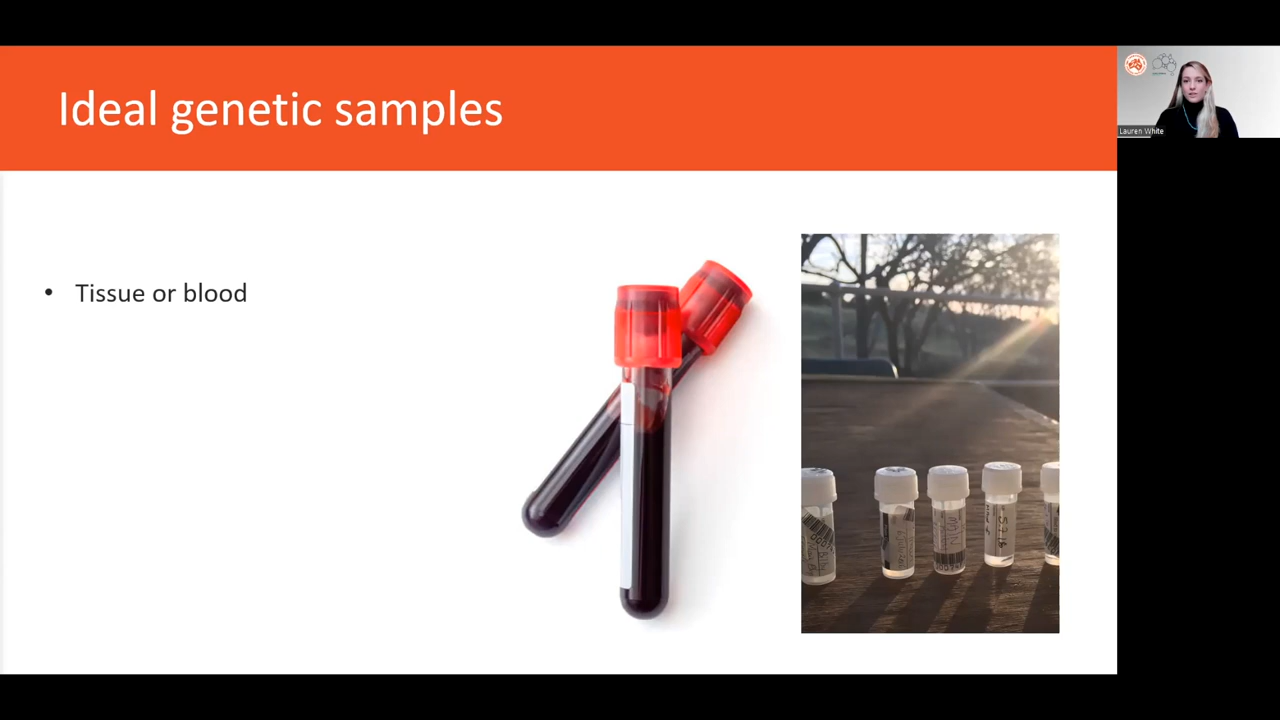 Ideal genetic samples
Lauren White
• Tissue or blood